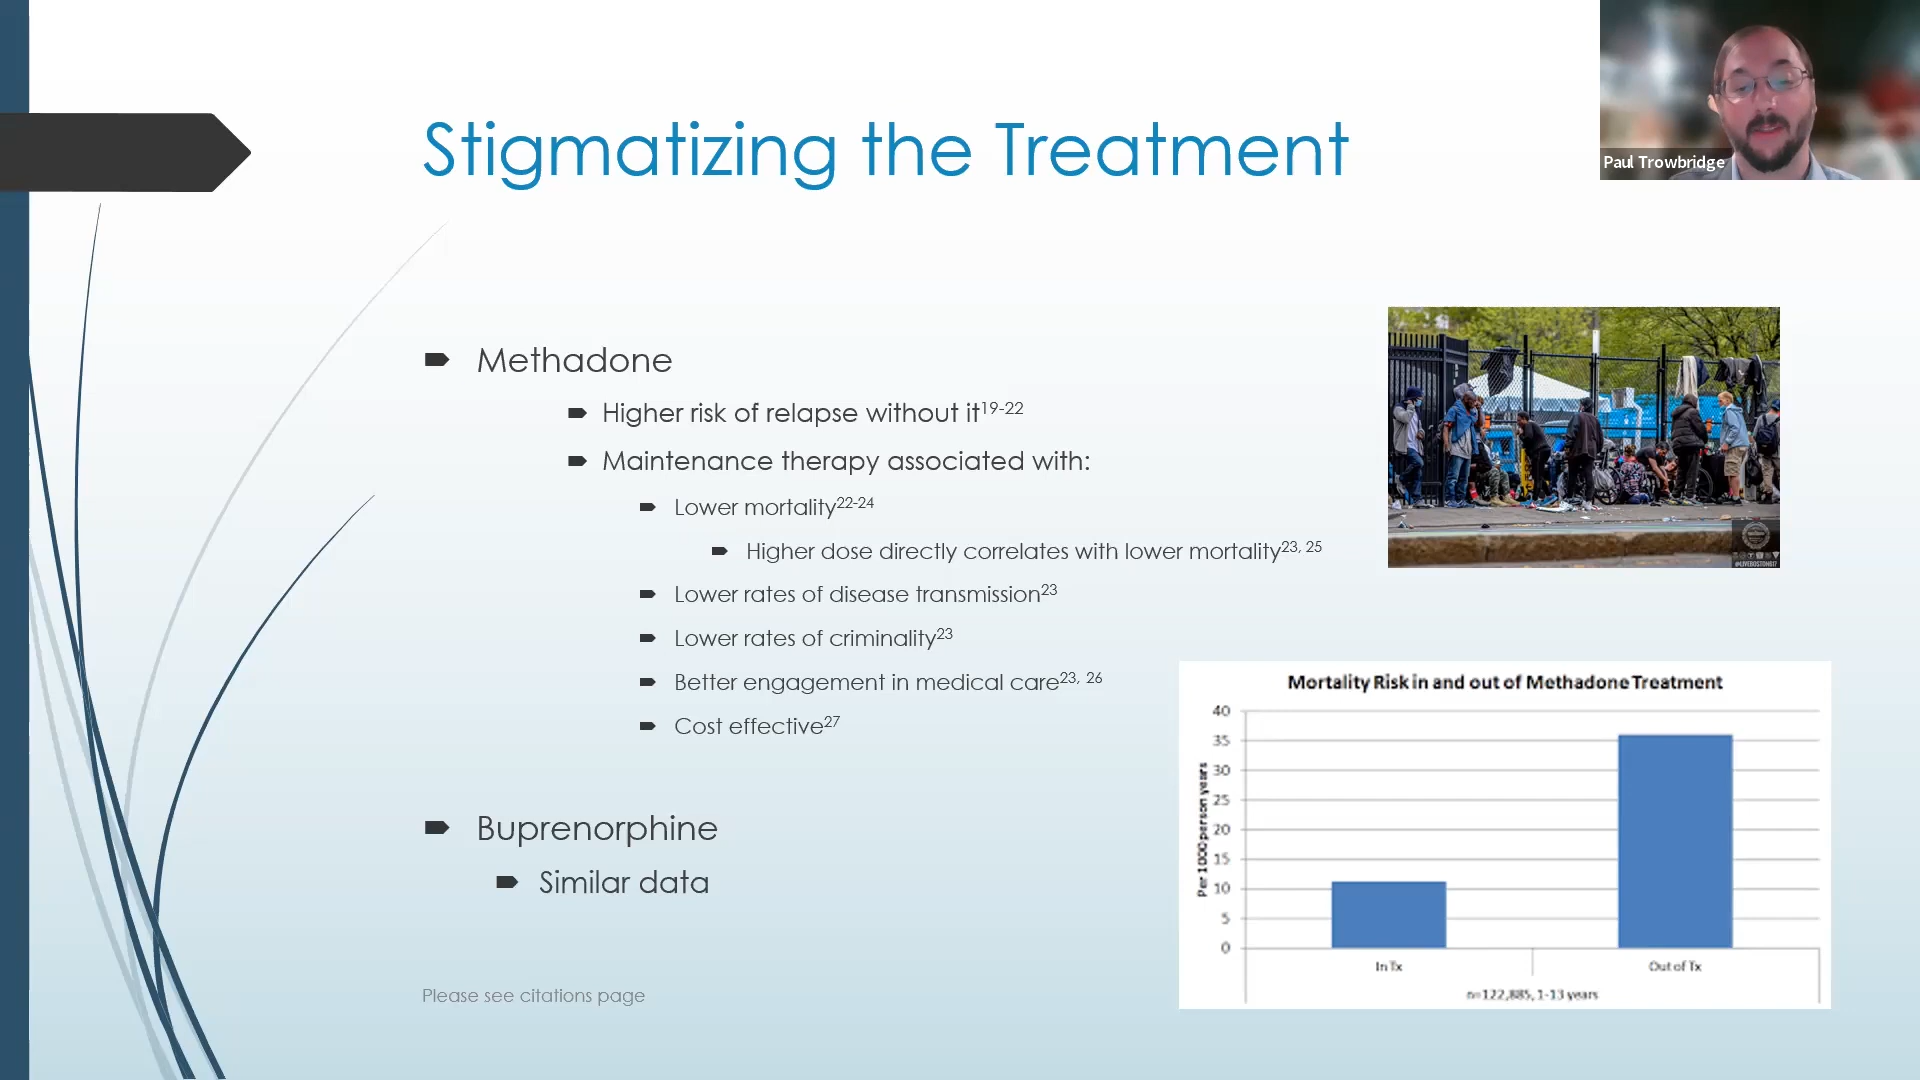 Stigmatizing the Treatment
Paul Trowbridge
Methadone
Higher risk of relapse without it19-22
Maintenance therapy associated with:
Lower mortality22-24
Higher dose directly correlates with lower mortality23, 25
Lower rates of disease transmission23
Lower rates of criminality23
Better engagement in medical care23, 26
Cost effective27
Buprenorphine
Similar data
Please see citations page
@LIVEBOSTON617
Mortality Risk in and out of Methadone Treatment
Per 1000 person years
40
35
30
25
20
15
10
5
0
In Tx
Out of Tx
n=122,885, 1-13 years